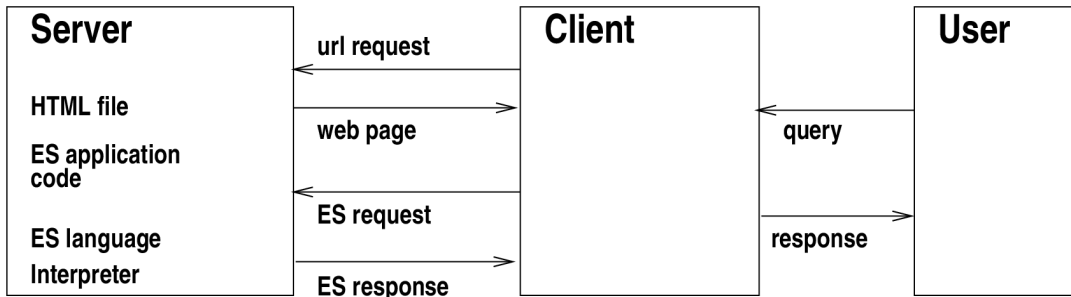 Server
Client
User
url request
HTML file
web page
query
ES application
code
ES request
ES language
response
Interpreter
ES response